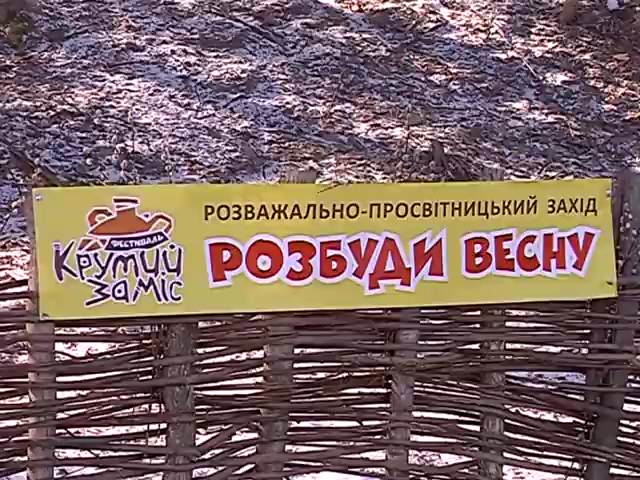 ФЕСТИВАЛЬ
Крутий
заміс
РОЗВАЖАЛЬНО-ПРОСВІТНИЦЬКИЙ ЗАХІД
РОЗБУДИ ВЕСНУ